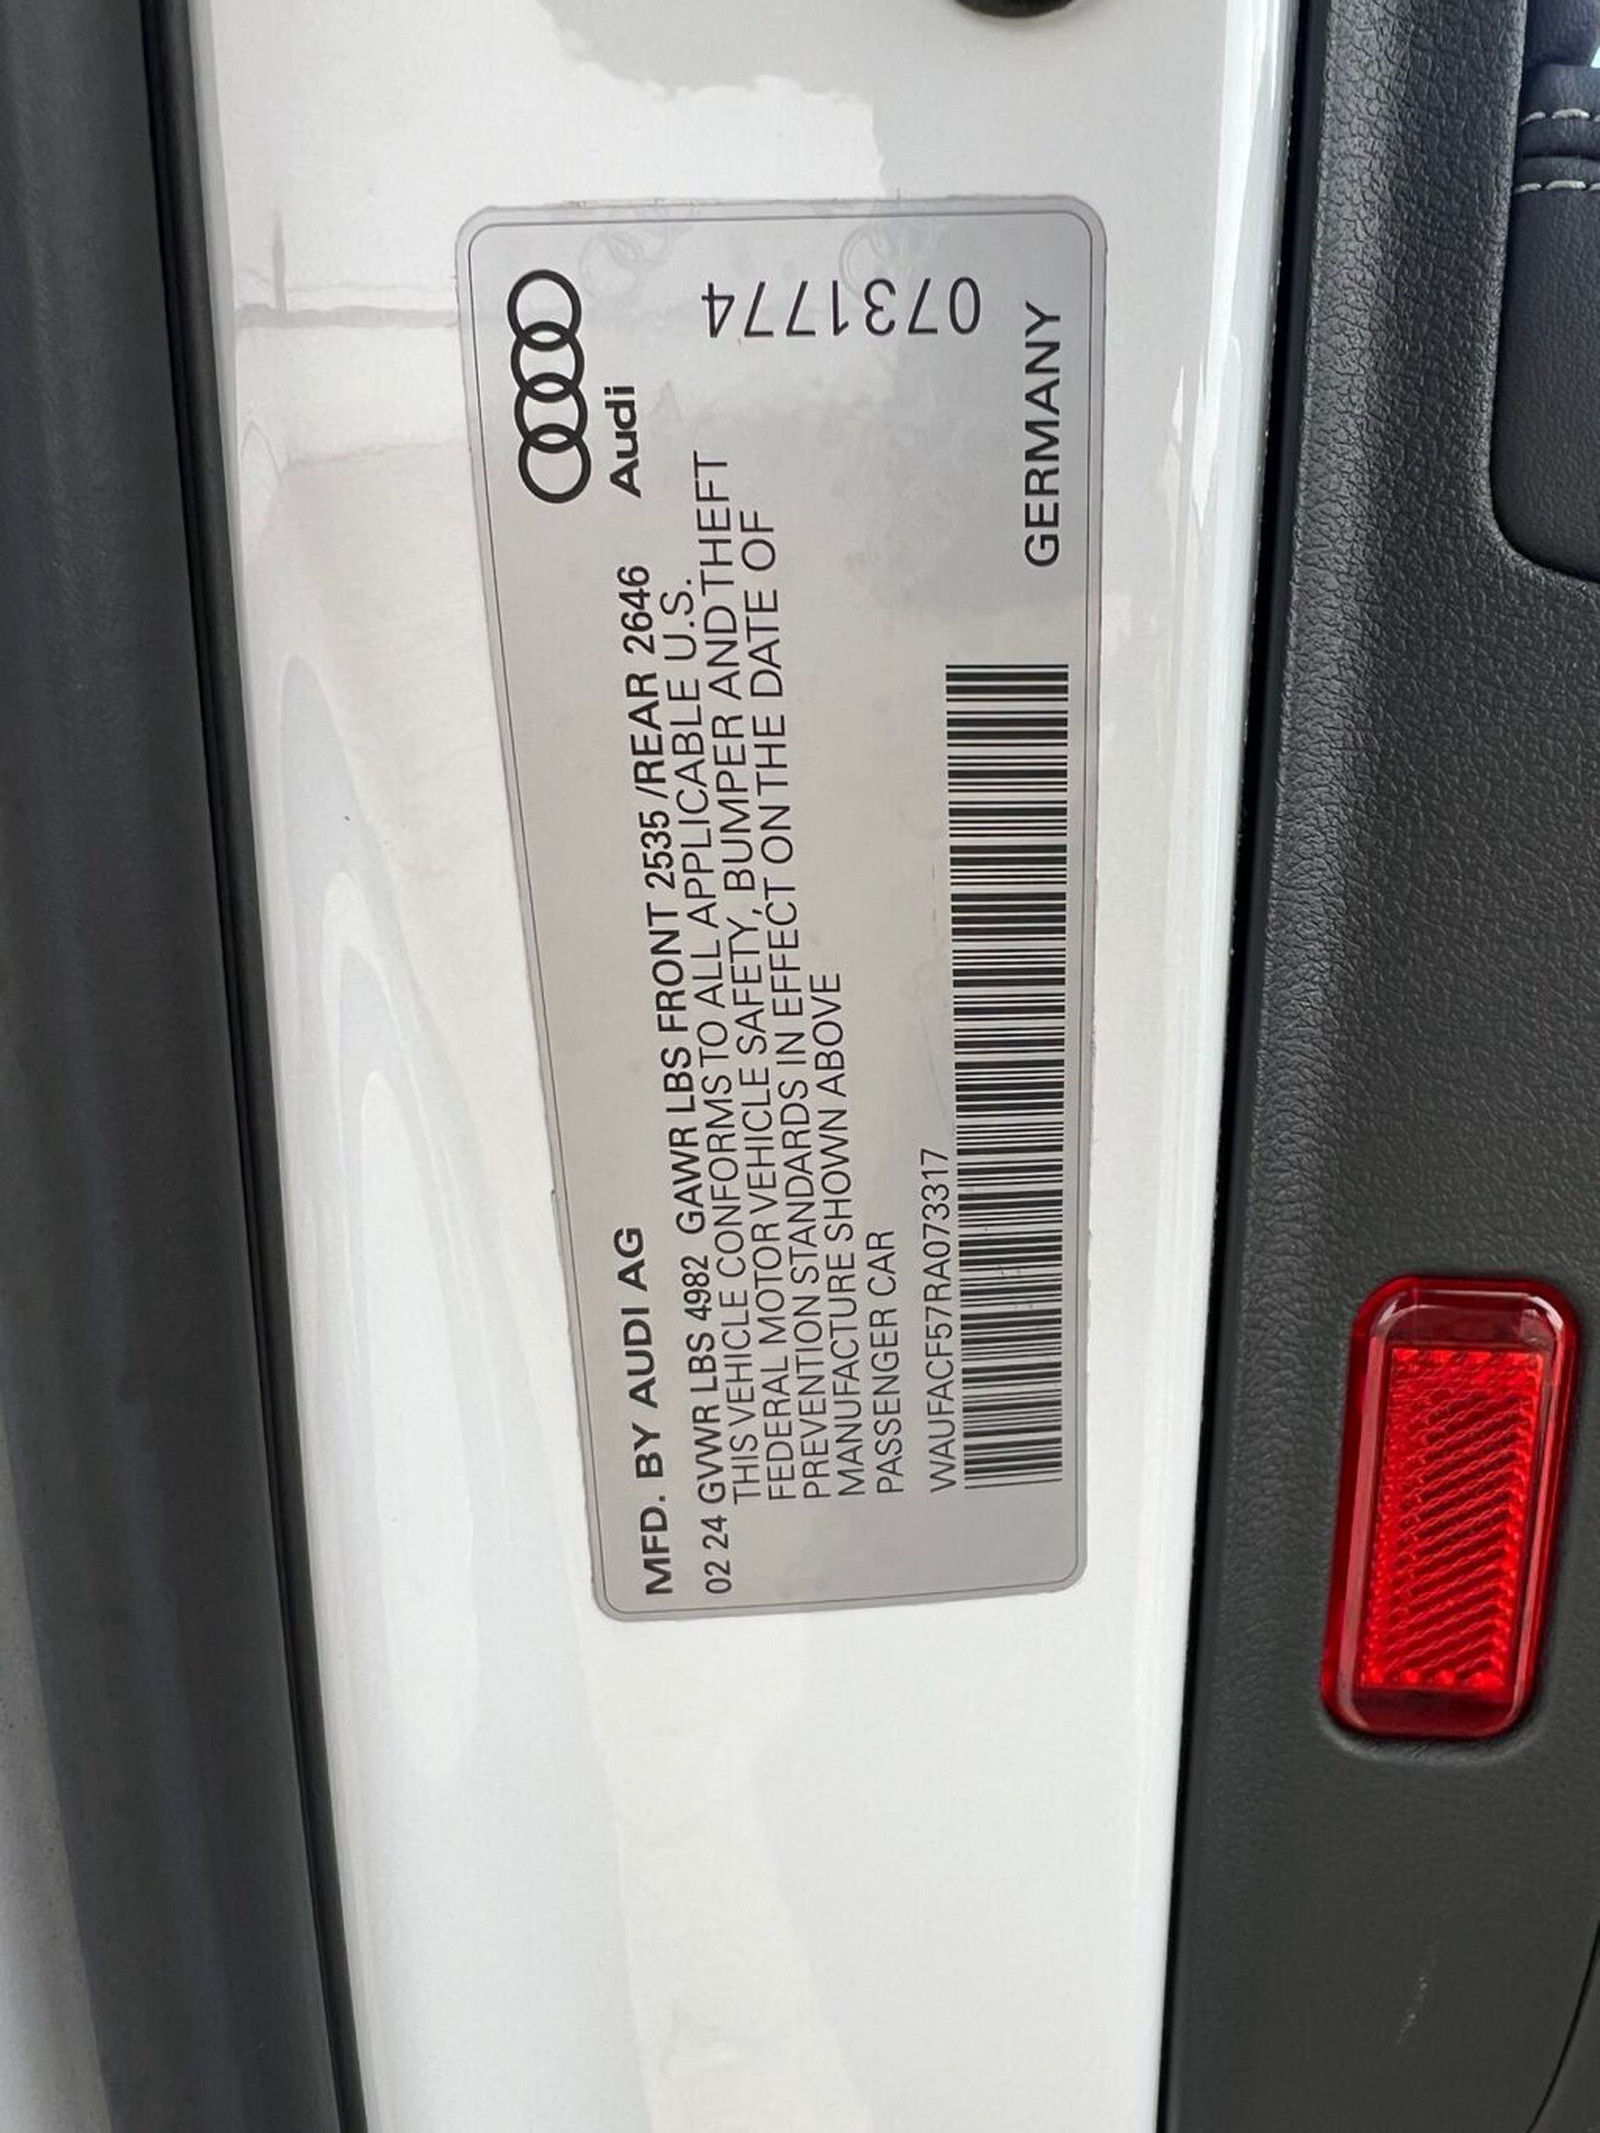 Audi
MFD. BY AUDI AG
02 24 GVWR LBS 4982 GAWR LBS FRONT 2535 /REAR 2646
THIS VEHICLE CONFORMS TO ALL APPLICABLE U.S.
FEDERAL MOTOR VEHICLE SAFETY, BUMPER AND THEFT
PREVENTION STANDARDS IN EFFECT ON THE DATE OF
MANUFACTURE SHOWN ABOVE
PASSENGER CAR
WAUFACF57RA073317
GERMANY
0731774